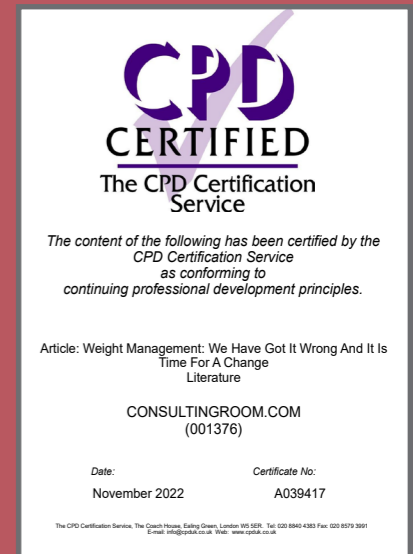 CPD
CERTIFIED
The CPD Certification
Service
The content of the following has been certified by the
CPD Certification Service
as conforming to
continuing professional development principles.
Article: Weight Management: We Have Got It Wrong And It Is
Time For A Change
Literature
CONSULTINGROOM.COM
(001376)
Date: Certificate No:
November 2022 A039417
The CPD Certification Service, The Coach House, Ealing Green, London W5 5ER. Tel: 020 8840 4383 Fax: 020 8579 3991
E-mail: info@cpduk.co.uk Web: www.cpduk.co.uk